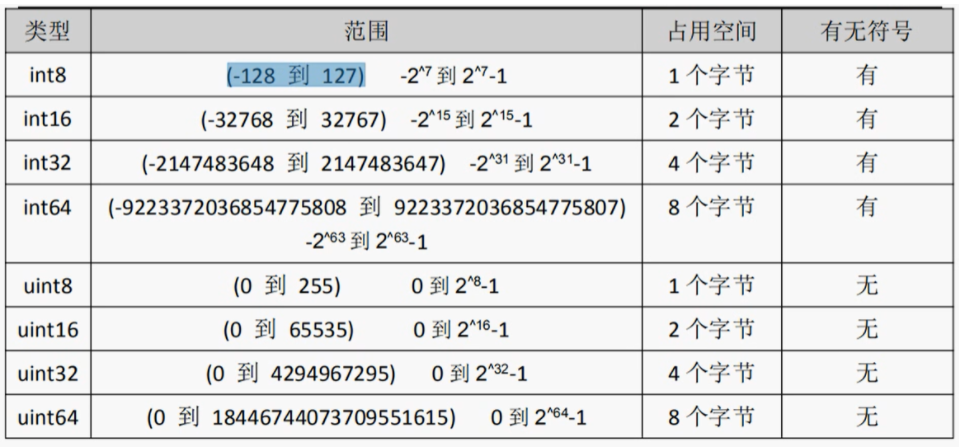 类型 范围 占用空间 有无符号
int8 (-128 到 127) -2^7 到 2^7-1 1 个字节 有
int16 (-32768 到 32767) -2^15 到 2^15-1 2 个字节 有
int32 (-2147483648 到 2147483647) -2^31 到 2^31-1 4 个字节 有
int64 (-9223372036854775808 到 9223372036854775807) 8 个字节 有
-2^63 到 2^63-1
uint8 (0 到 255) 0 到 2^8-1 1 个字节 无
uint16 (0 到 65535) 0 到 2^16-1 2 个字节 无
uint32 (0 到 4294967295) 0 到 2^32-1 4 个字节 无
uint64 (0 到 18446744073709551615) 0 到 2^64-1 8 个字节 无